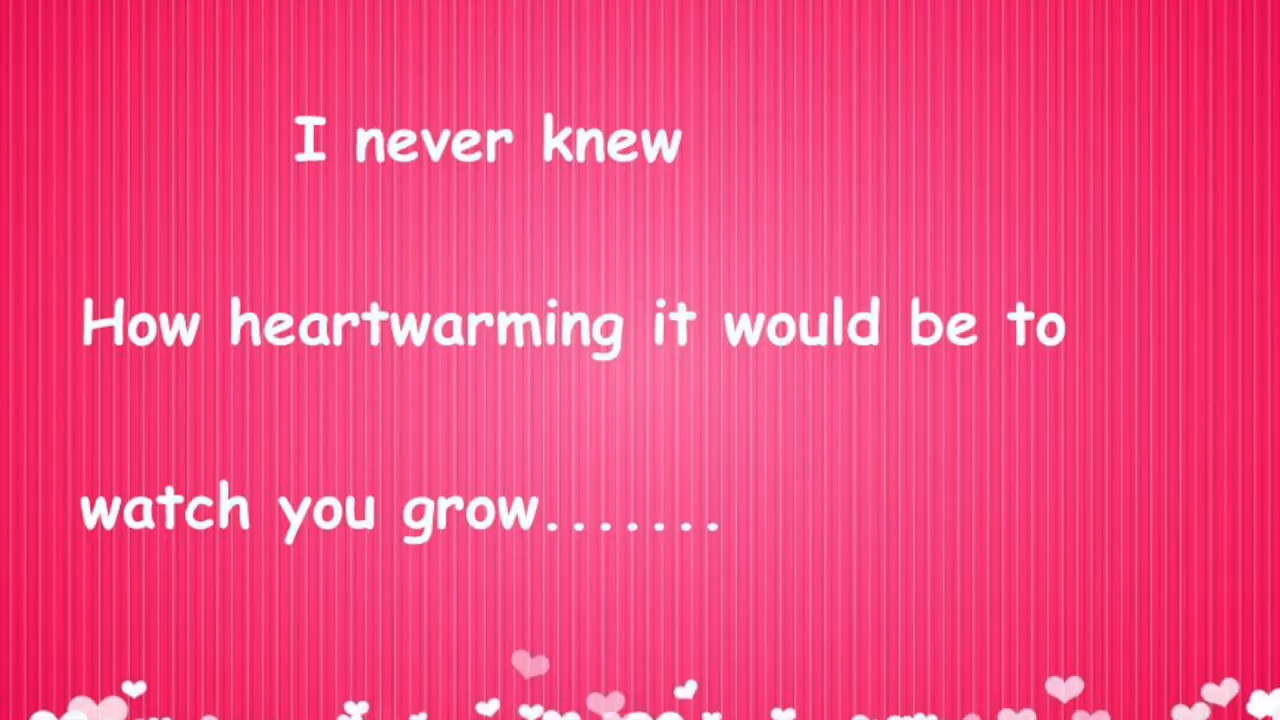 I never knew
How heartwarming it would be to
watch you grow.......